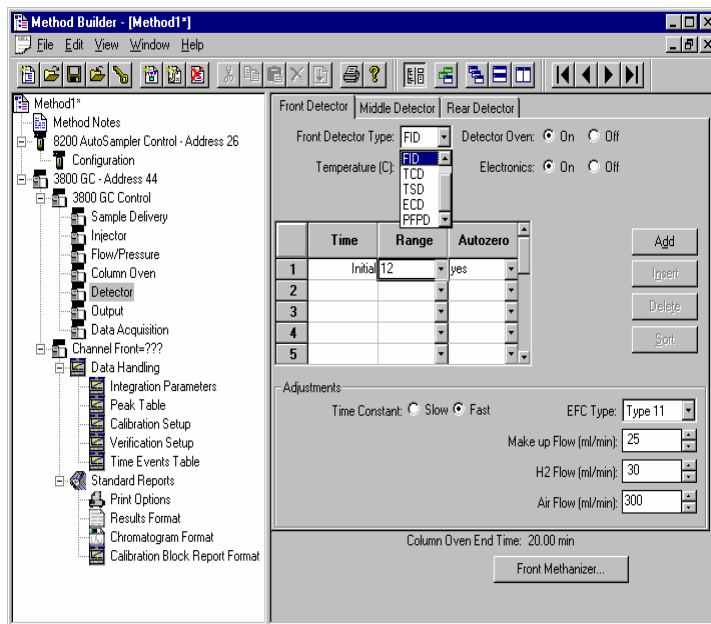 Method Builder - [Method1*]
File Edit View Window Help
Method1*
Method Notes
8200 AutoSampler Control - Address 26
Configuration
3800 GC - Address 44
3800 GC Control
Sample Delivery
Injector
Flow/Pressure
Column Oven
Detector
Output
Data Acquisition
Channel Front=???
Data Handling
Integration Parameters
Peak Table
Calibration Setup
Verification Setup
Time Events Table
Standard Reports
Print Options
Results Format
Chromatogram Format
Calibration Block Report Format
Front Detector Middle Detector Rear Detector
Front Detector Type: FID Detector Oven: On Off
Temperature (C): Electronics: On Off
FID
TCD
TSD
ECD
PFPD
Time Range Autozero
1 Initial 12 yes
2
3
4
5
Add
Insert
Delete
Sort
Adjustments
Time Constant: Slow Fast EFC Type: Type 11
Make up Flow (ml/min): 25
H2 Flow (ml/min): 30
Air Flow (ml/min): 300
Column Oven End Time: 20.00 min
Front Methanizer...